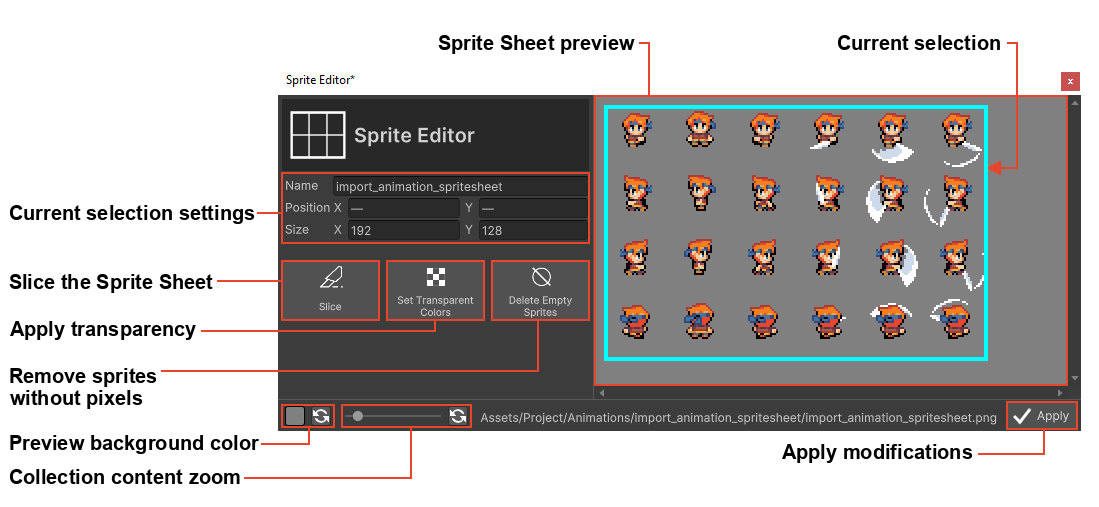 Sprite Sheet preview
Current selection
Sprite Editor*
x
Sprite Editor
Name import_animation_spritesheet
Current selection settings
Position X — Y —
Size X 192 Y 128
Slice the Sprite Sheet
Slice
Set Transparent
Colors
Delete Empty
Sprites
Apply transparency
Remove sprites
without pixels
Assets/Project/Animations/import_animation_spritesheet/import_animation_spritesheet.png
Apply
Preview background color
Apply modifications
Collection content zoom